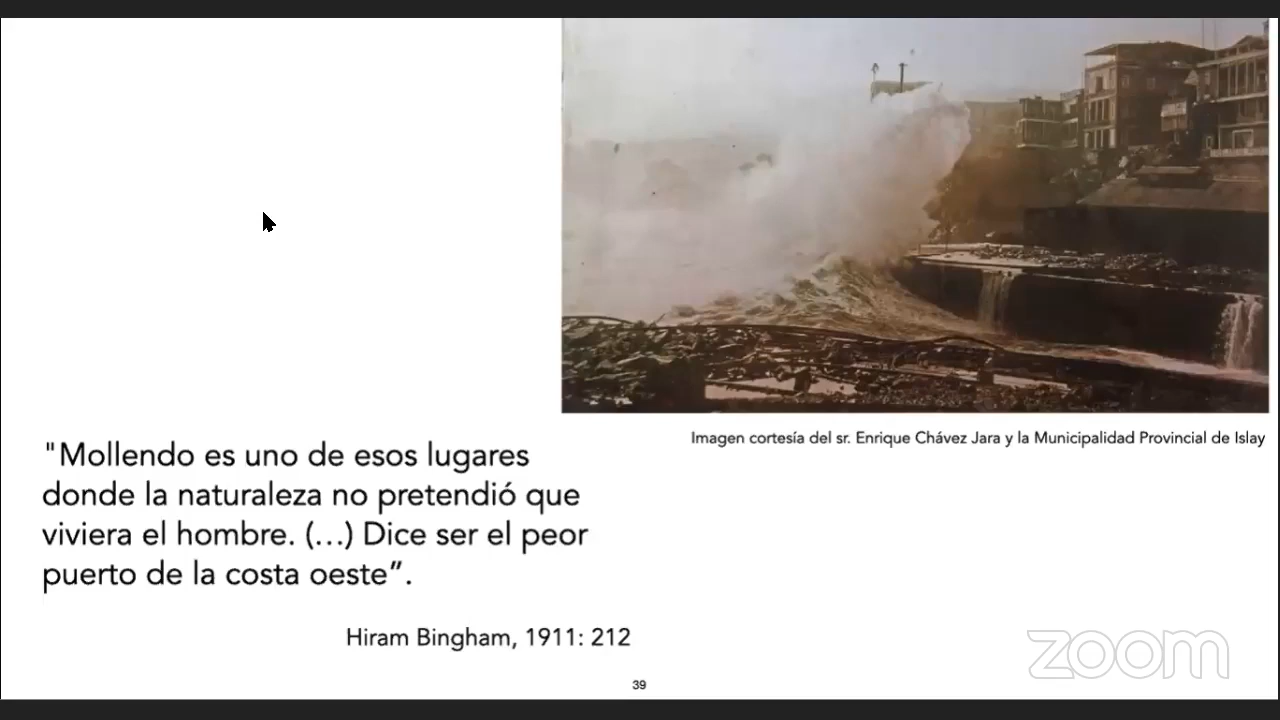 Imagen cortesía del sr. Enrique Chávez Jara y la Municipalidad Provincial de Islay
"Mollendo es uno de esos lugares
donde la naturaleza no pretendió que
viviera el hombre. (...) Dice ser el peor
puerto de la costa oeste”.
Hiram Bingham, 1911: 212
39
zoom